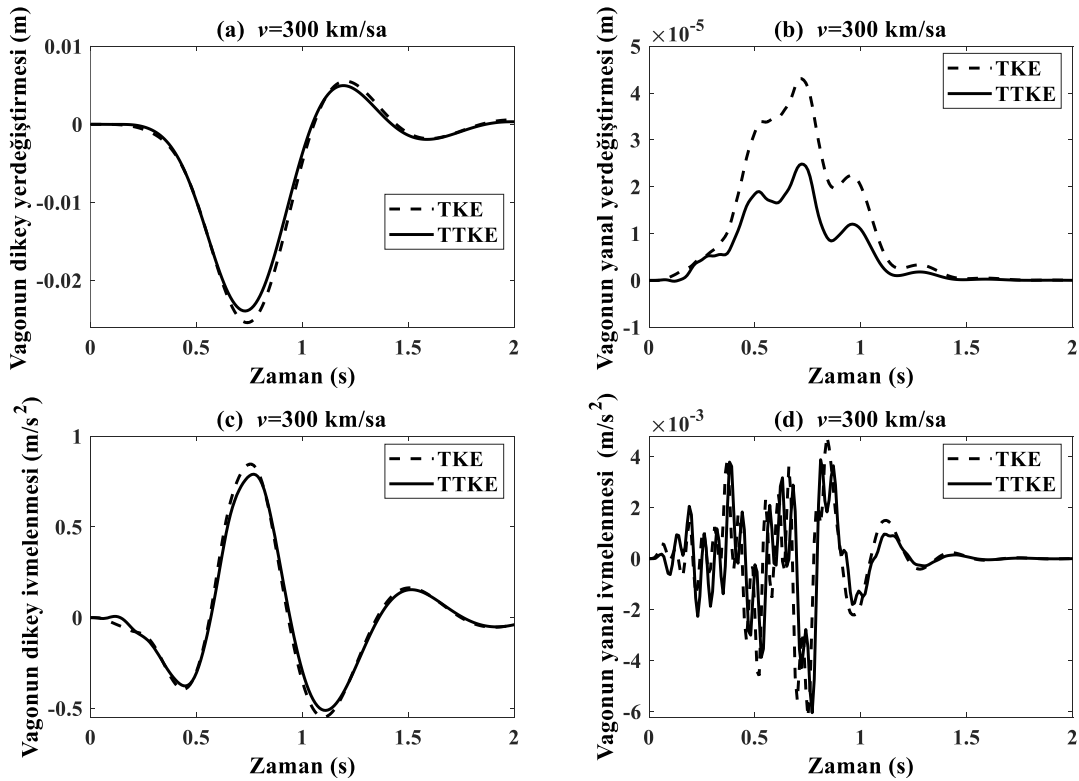 (a) v=300 km/sa
Vagonun dikey yerdeğiştirmesi (m)
0.01
0
-0.01
-0.02
TKE
TTKE
0 0.5 1 1.5 2
Zaman (s)
(b) v=300 km/sa
×10⁻⁵
Vagonun yanal yerdeğiştirmesi (m)
5
4
3
2
1
0
-1
TKE
TTKE
0 0.5 1 1.5 2
Zaman (s)
(c) v=300 km/sa
Vagonun dikey ivmelenmesi (m/s²)
1
0.5
0
-0.5
TKE
TTKE
0 0.5 1 1.5 2
Zaman (s)
(d) v=300 km/sa
×10⁻³
Vagonun yanal ivmelenmesi (m/s²)
4
2
0
-2
-4
-6
TKE
TTKE
0 0.5 1 1.5 2
Zaman (s)